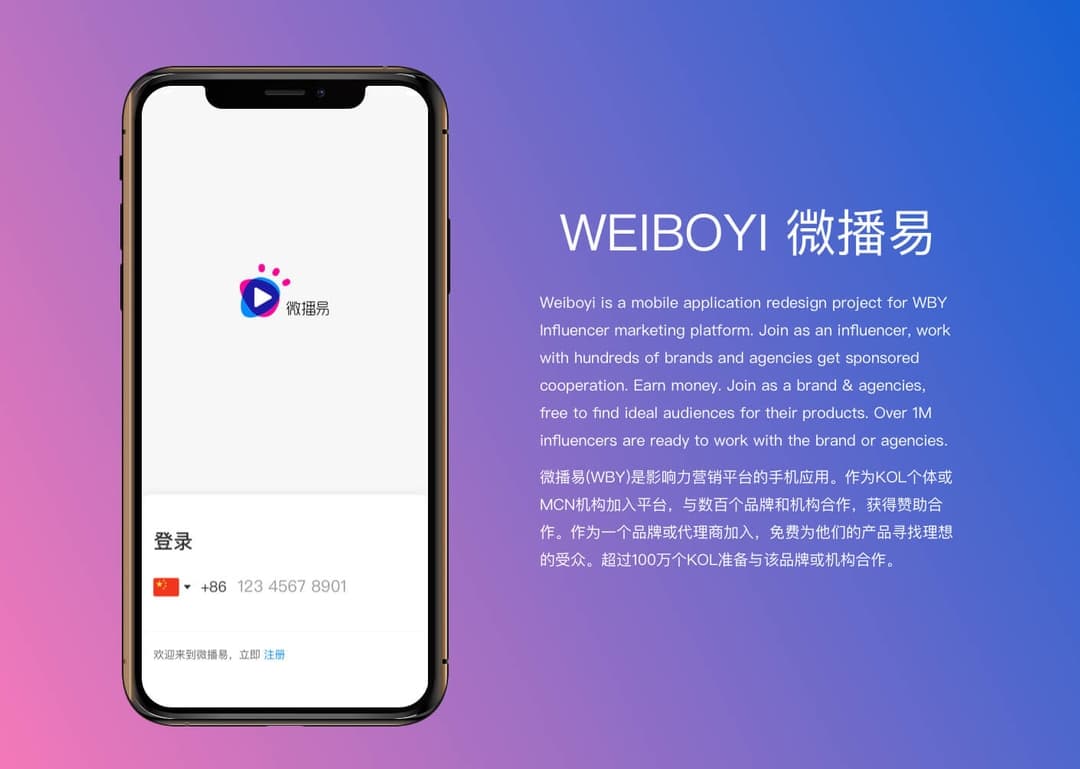 微播易
登录
+86 123 4567 8901
欢迎来到微播易，立即 注册
WEIBOYI 微播易
Weiboyi is a mobile application redesign project for WBY
Influencer marketing platform. Join as an influencer, work
with hundreds of brands and agencies get sponsored
cooperation. Earn money. Join as a brand & agencies,
free to find ideal audiences for their products. Over 1M
influencers are ready to work with the brand or agencies.
微播易(WBY)是影响力营销平台的手机应用。作为KOL个体或
MCN机构加入平台，与数百个品牌和机构合作，获得赞助合
作。作为一个品牌或代理商加入，免费为他们的产品寻找理想
的受众。超过100万个KOL准备与该品牌或机构合作。